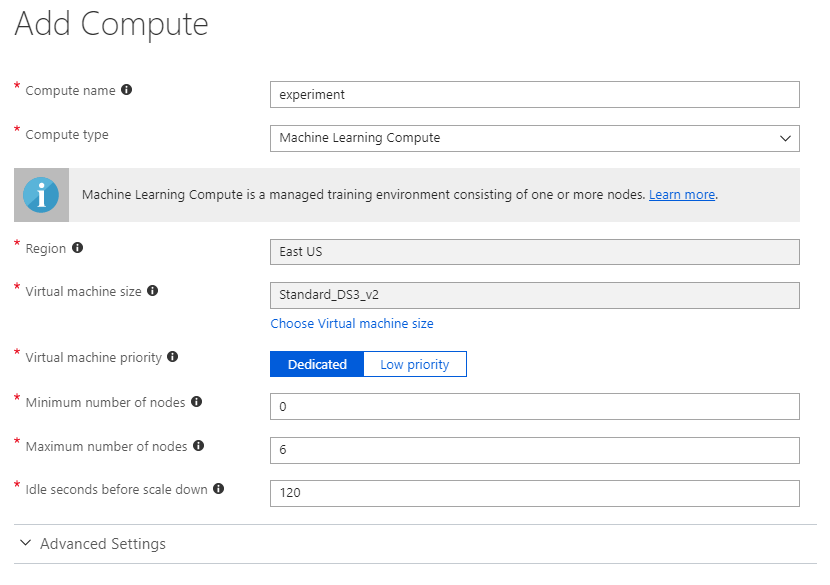 Add Compute
* Compute name
experiment
* Compute type
Machine Learning Compute
Machine Learning Compute is a managed training environment consisting of one or more nodes. Learn more.
* Region
East US
* Virtual machine size
Standard_DS3_v2
Choose Virtual machine size
* Virtual machine priority
Dedicated
Low priority
* Minimum number of nodes
0
* Maximum number of nodes
6
* Idle seconds before scale down
120
Advanced Settings